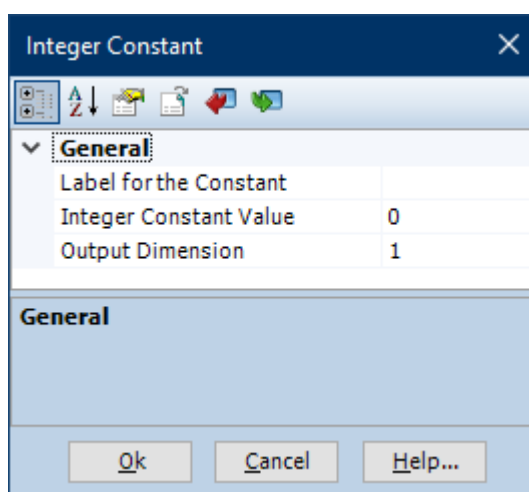 Integer Constant
General
Label for the Constant
Integer Constant Value 0
Output Dimension 1
General
Ok Cancel Help...